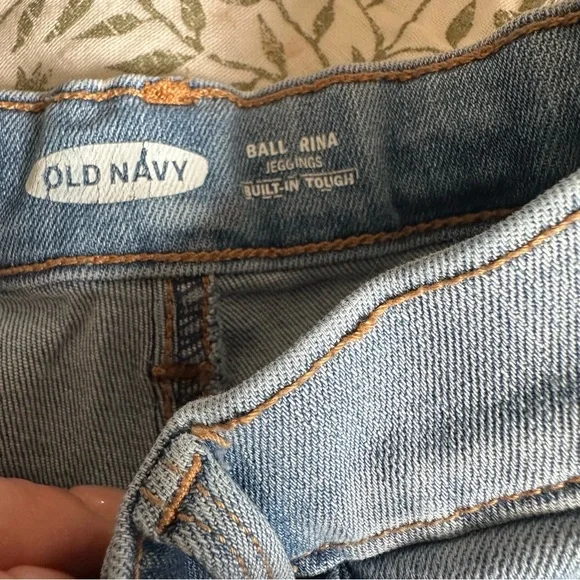 OLD NAVY
BALL RINA
JEGGINGS
BUILT-IN TOUGH